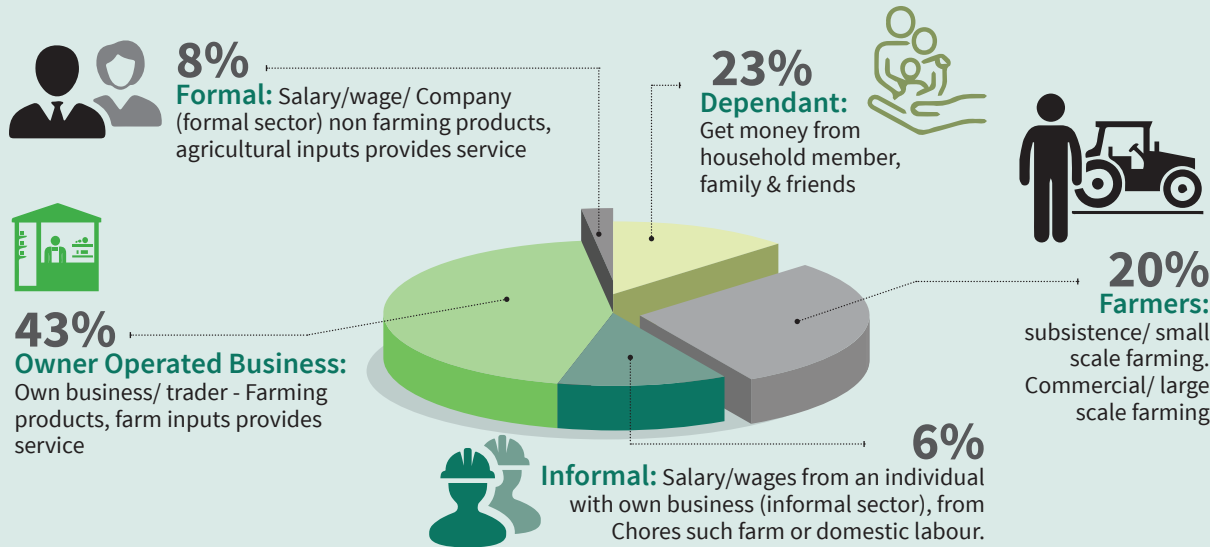 8%
Formal: Salary/wage/ Company
(formal sector) non farming products,
agricultural inputs provides service
23%
Dependant:
Get money from
household member,
family & friends
20%
Farmers:
subsistence/ small
scale farming.
Commercial/ large
scale farming
43%
Owner Operated Business:
Own business/ trader - Farming
products, farm inputs provides
service
6%
Informal: Salary/wages from an individual
with own business (informal sector), from
Chores such farm or domestic labour.